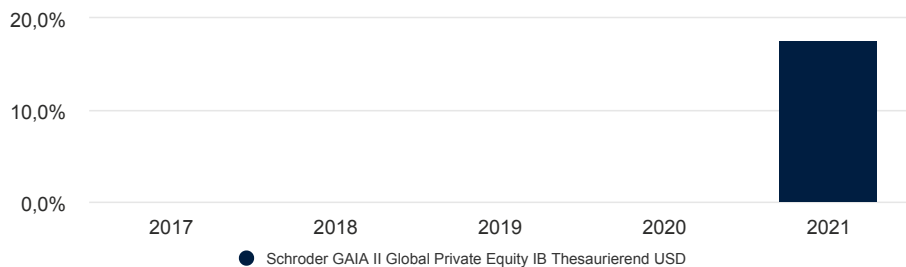 20,0%
10,0%
0,0%
2017 2018 2019 2020 2021
Schroder GAIA II Global Private Equity IB Thesaurierend USD